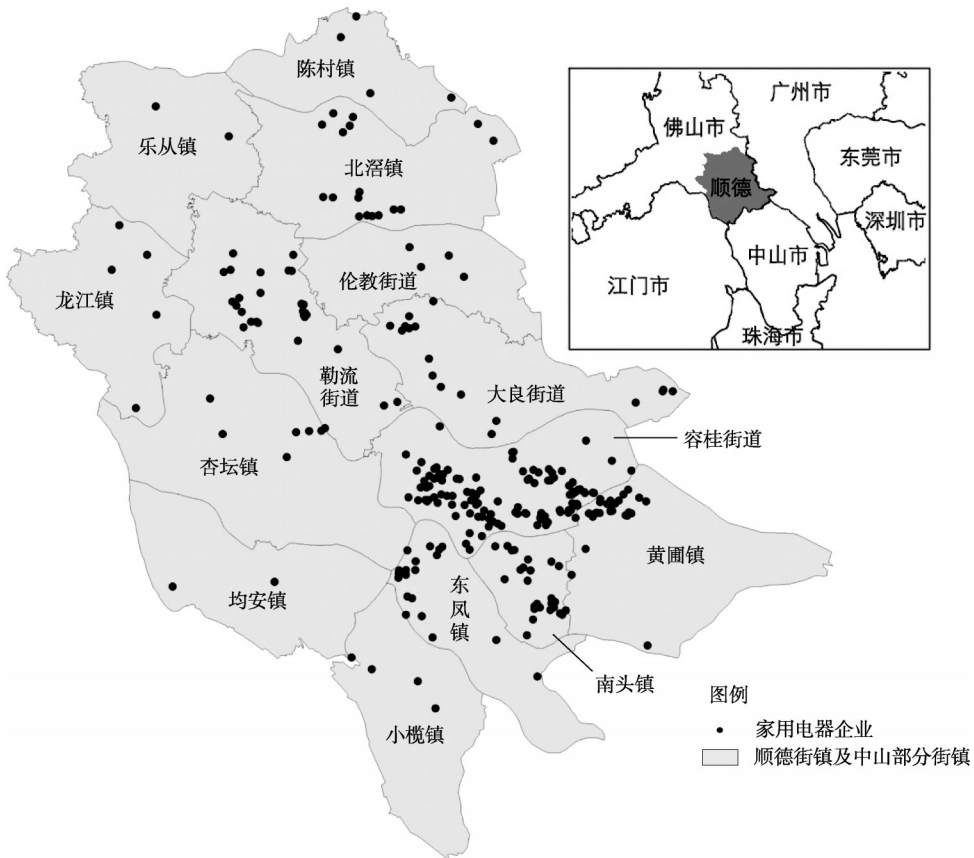 陈村镇
乐从镇
北滘镇
龙江镇
伦教街道
勒流
街道
大良街道
容桂街道
杏坛镇
黄圃镇
均安镇
东
凤
镇
南头镇
小榄镇
广州市
佛山市
东莞市
顺德
深圳市
中山市
江门市
珠海市
图例
家用电器企业
顺德街镇及中山部分街镇